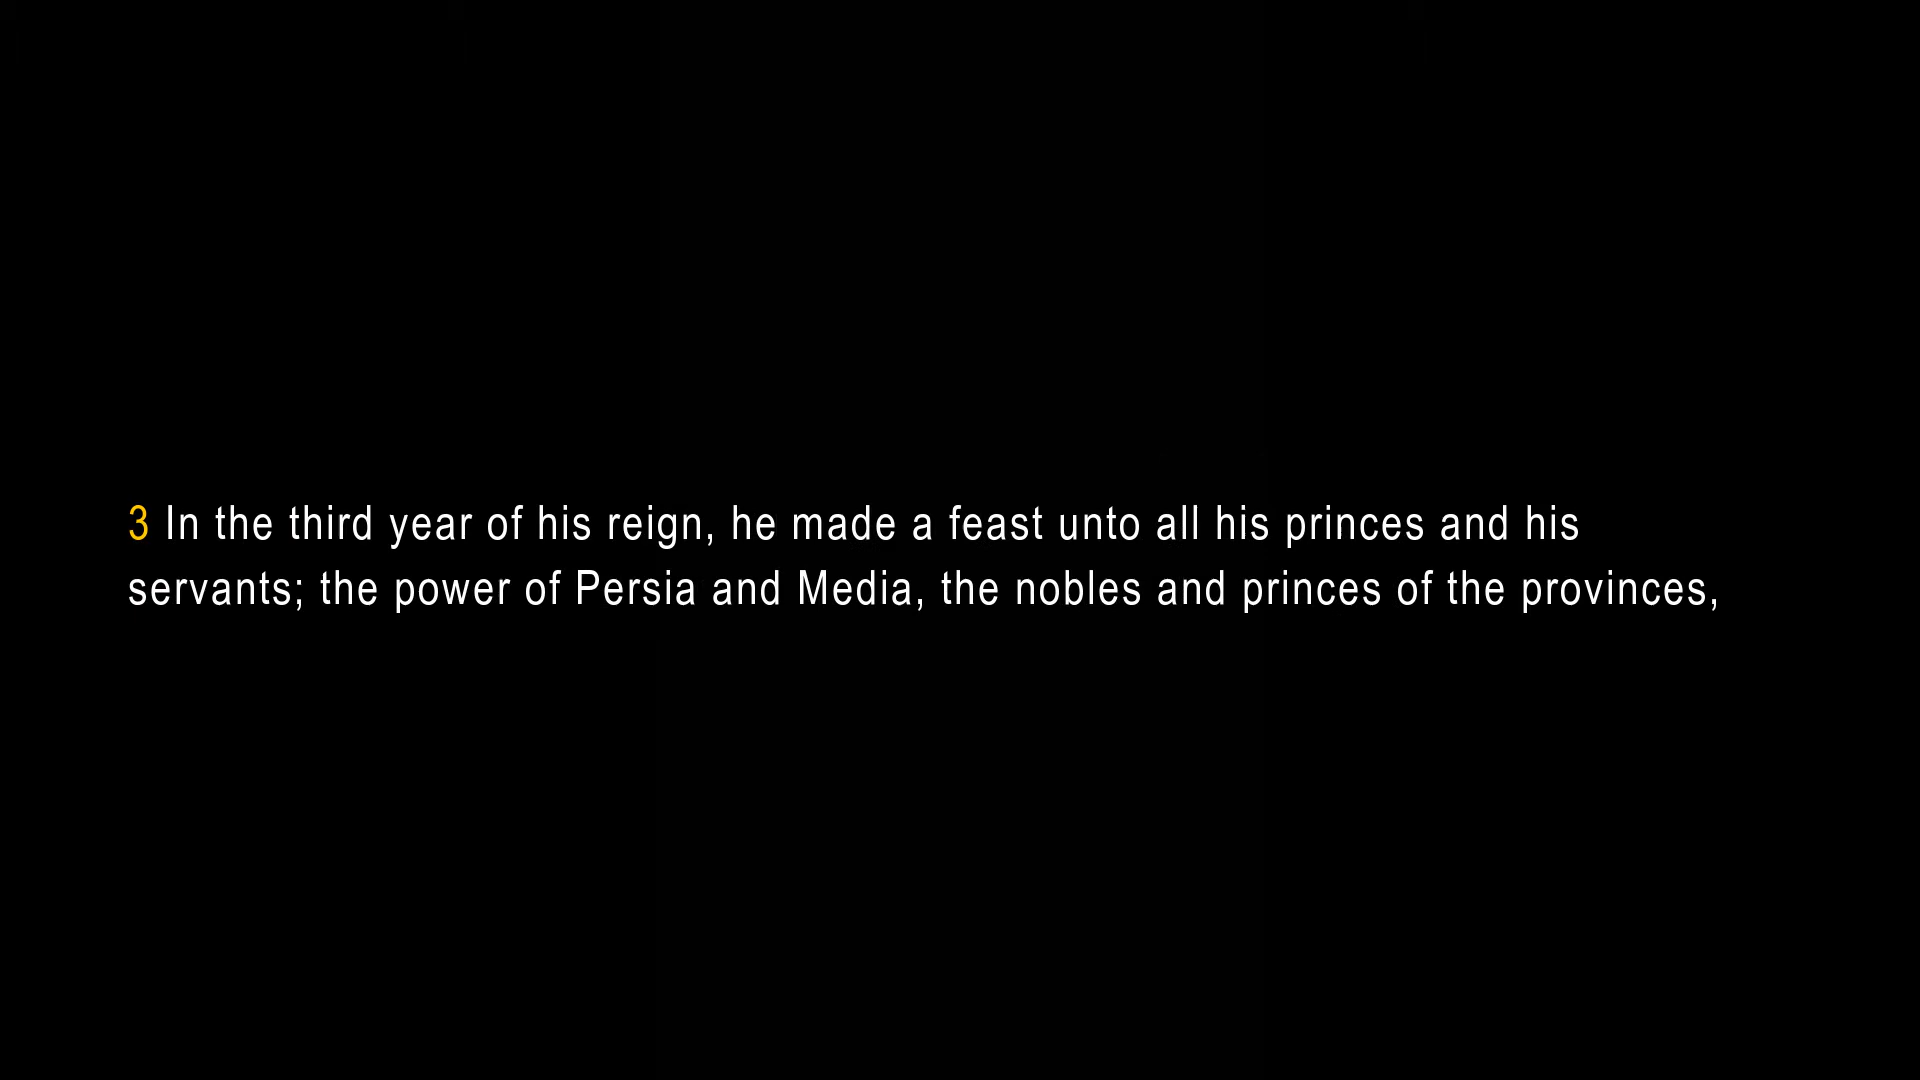 3 In the third year of his reign, he made a feast unto all his princes and his
servants; the power of Persia and Media, the nobles and princes of the provinces,